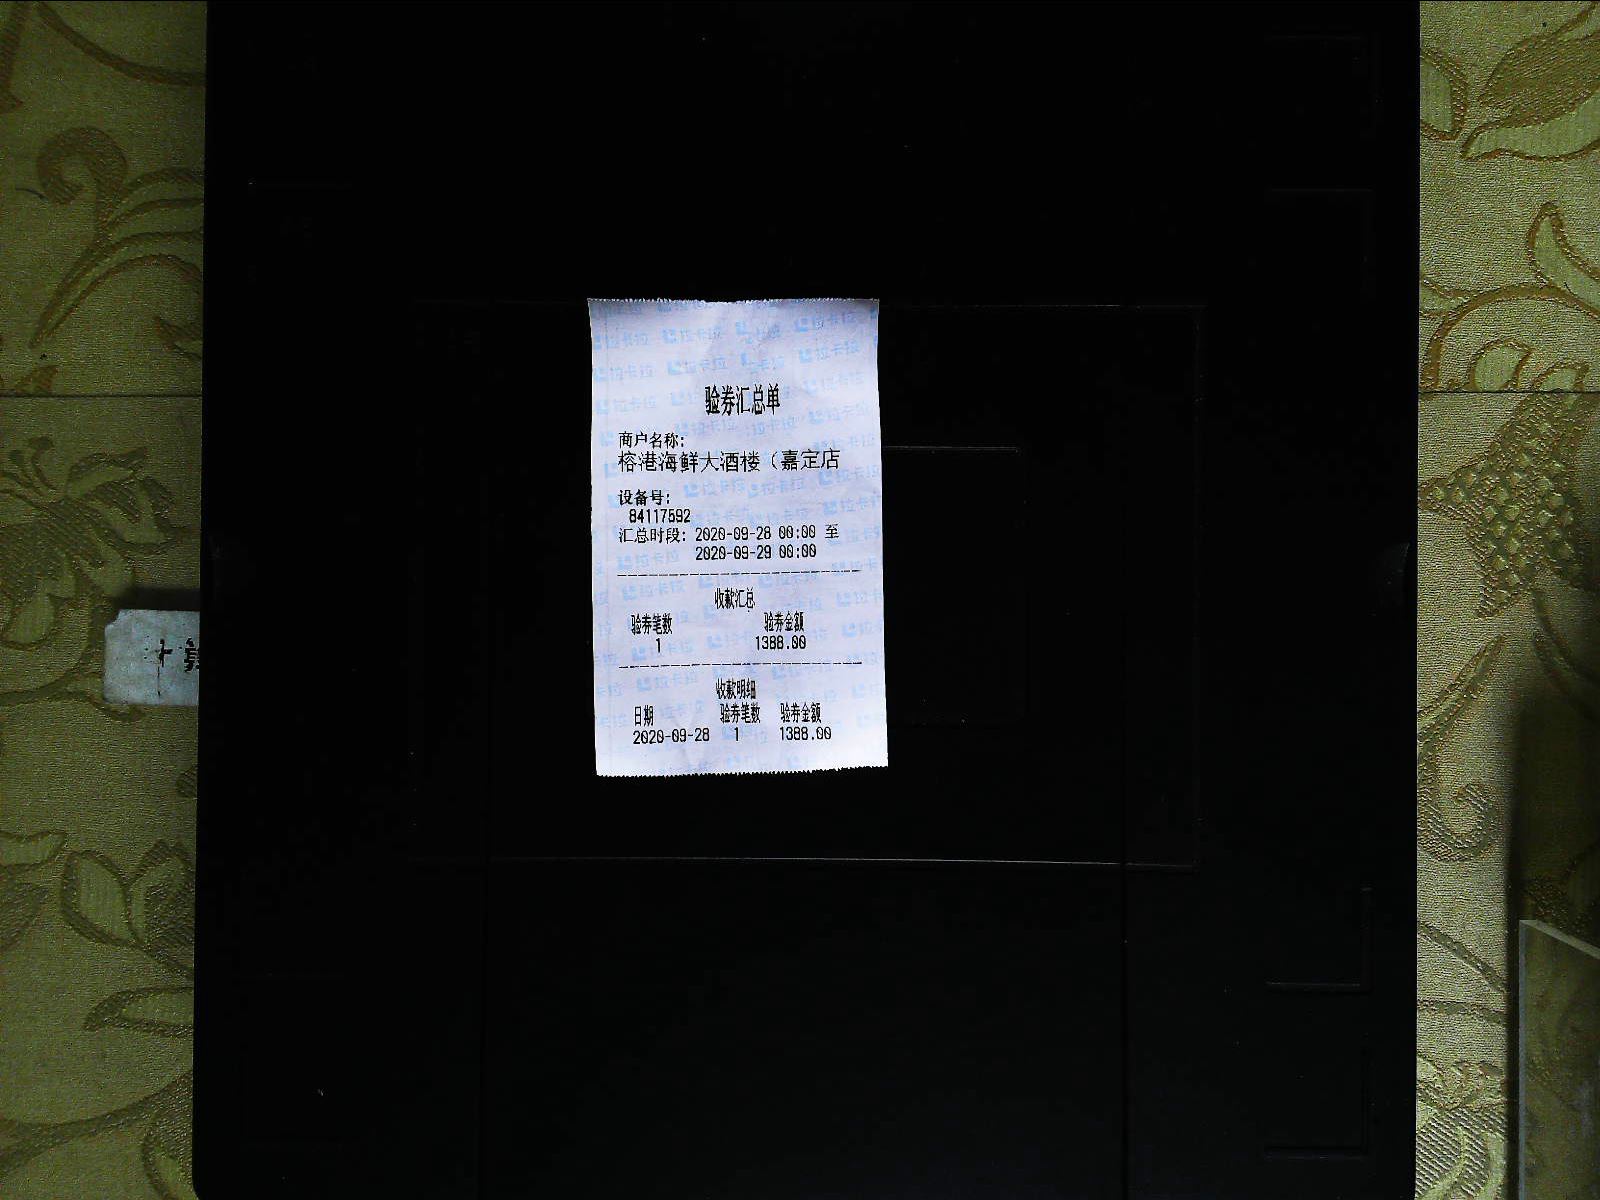 验券汇总单
商户名称:
榕港海鲜大酒楼（嘉定店
设备号:
84117592
汇总时段: 2020-09-28 00:00 至
2020-09-29 00:00
收款汇总
验券笔数 验券金额
1 1388.00
收款明细
日期 验券笔数 验券金额
2020-09-28 1 1388.00